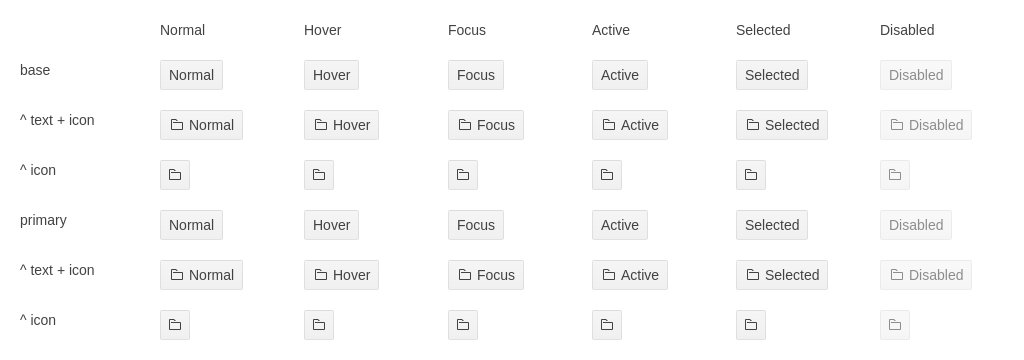 Normal Hover Focus Active Selected Disabled
base Normal Hover Focus Active Selected Disabled
^ text + icon Normal Hover Focus Active Selected Disabled
^ icon
primary Normal Hover Focus Active Selected Disabled
^ text + icon Normal Hover Focus Active Selected Disabled
^ icon